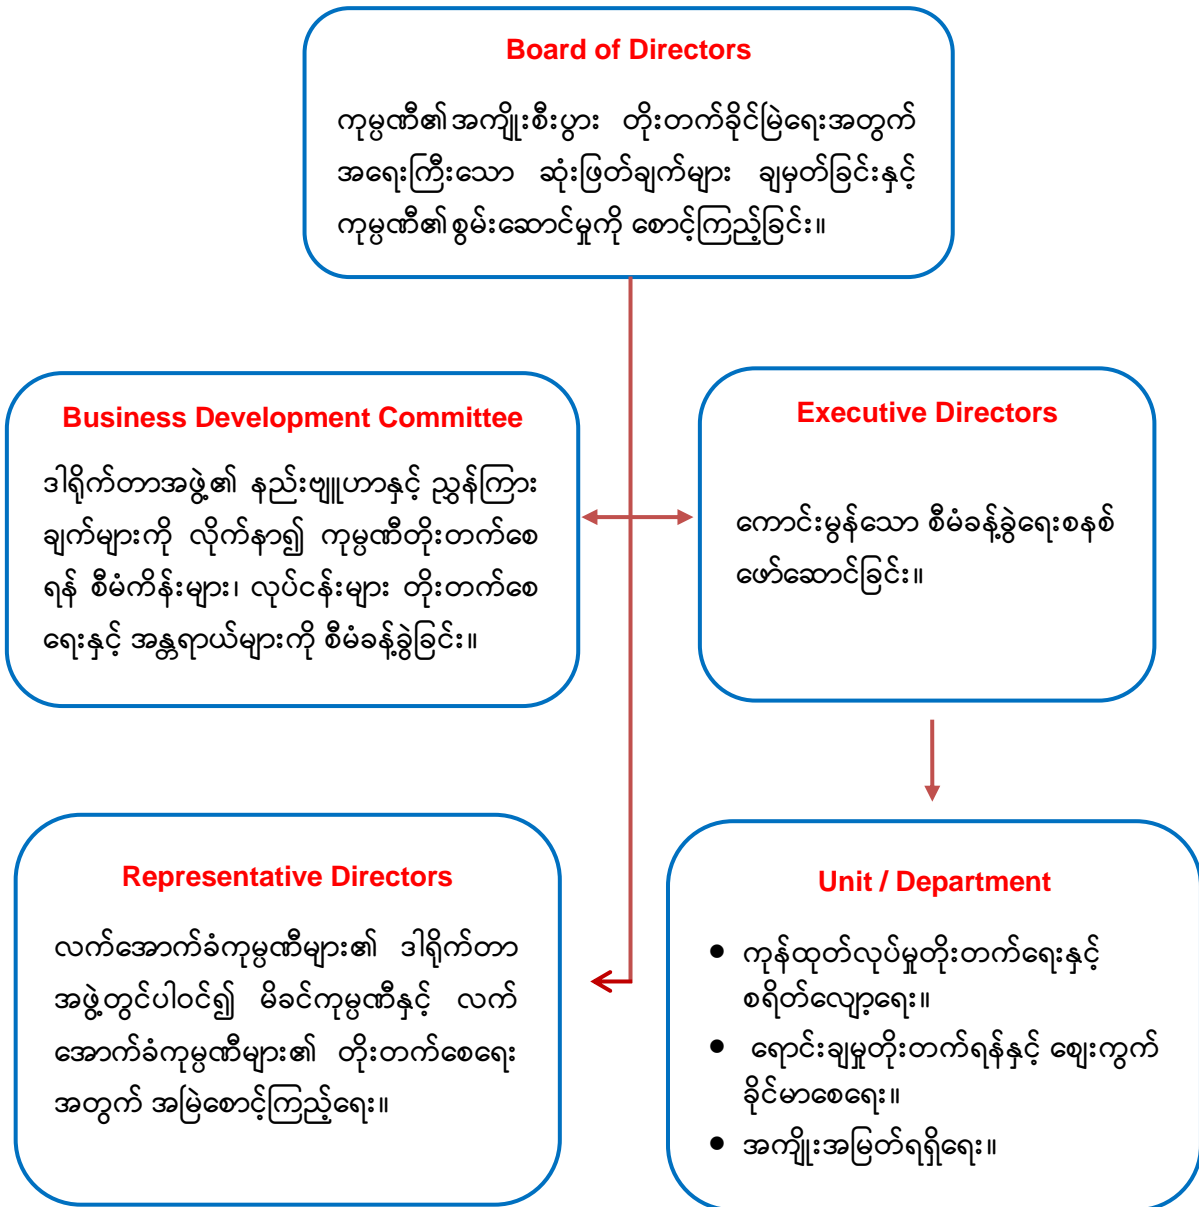 Board of Directors
ကုမ္ပဏီ၏အကျိုးစီးပွား တိုးတက်ခိုင်မြဲရေးအတွက်
အရေးကြီးသော ဆုံးဖြတ်ချက်များ ချမှတ်ခြင်းနှင့်
ကုမ္ပဏီ၏စွမ်းဆောင်မှုကို စောင့်ကြည့်ခြင်း။
Business Development Committee
ဒါရိုက်တာအဖွဲ့၏ နည်းဗျူဟာနှင့် ညွှန်ကြား
ချက်များကို လိုက်နာ၍ ကုမ္ပဏီတိုးတက်စေ
ရန် စီမံကိန်းများ၊ လုပ်ငန်းများ တိုးတက်စေ
ရေးနှင့် အန္တရာယ်များကို စီမံခန့်ခွဲခြင်း။
Executive Directors
ကောင်းမွန်သော စီမံခန့်ခွဲရေးစနစ်
ဖော်ဆောင်ခြင်း။
Representative Directors
လက်အောက်ခံကုမ္ပဏီများ၏ ဒါရိုက်တာ
အဖွဲ့တွင်ပါဝင်၍ မိခင်ကုမ္ပဏီနှင့် လက်
အောက်ခံကုမ္ပဏီများ၏ တိုးတက်စေရေး
အတွက် အမြဲစောင့်ကြည့်ရေး။
Unit / Department
● ကုန်ထုတ်လုပ်မှုတိုးတက်ရေးနှင့်
စရိတ်လျော့ရေး။
● ရောင်းချမှုတိုးတက်ရန်နှင့် ဈေးကွက်
ခိုင်မာစေရေး။
● အကျိုးအမြတ်ရရှိရေး။